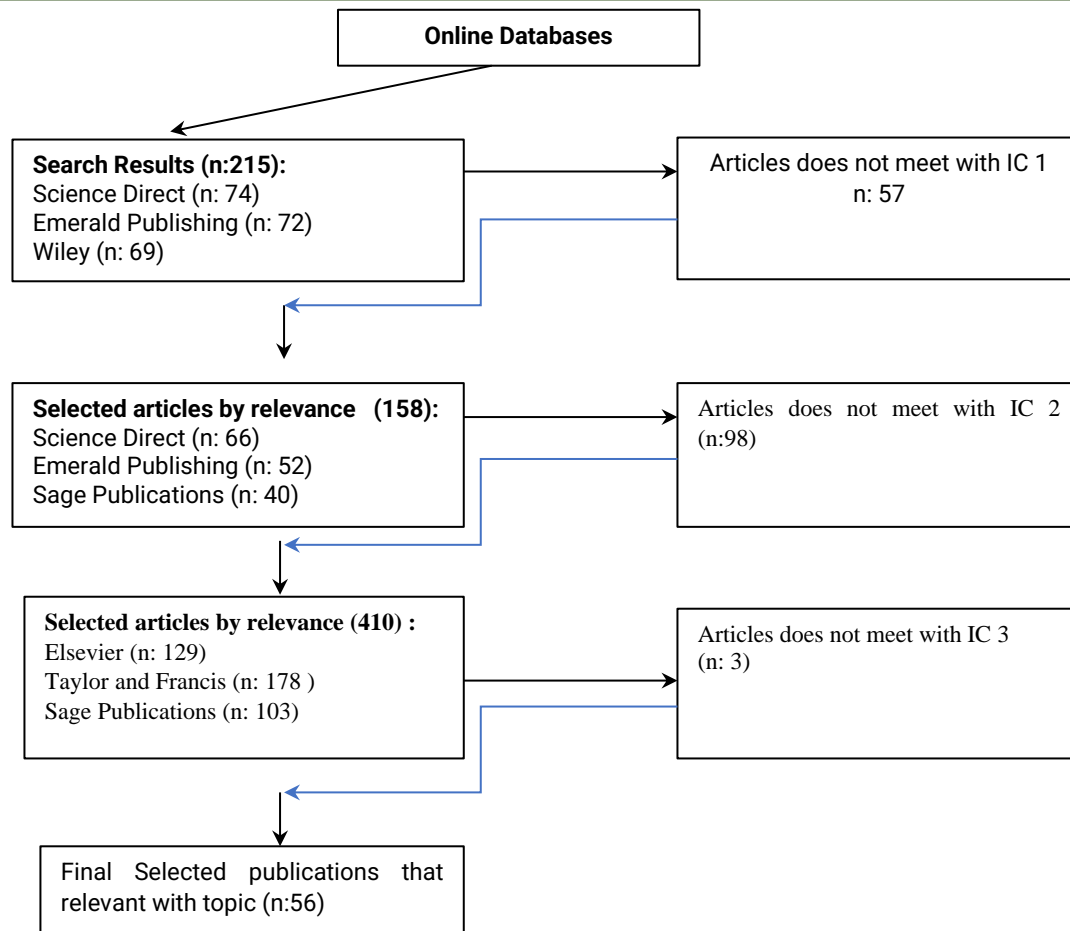 Online Databases
Search Results (n:215):
Science Direct (n: 74)
Emerald Publishing (n: 72)
Wiley (n: 69)
Articles does not meet with IC 1
n: 57
Selected articles by relevance (158):
Science Direct (n: 66)
Emerald Publishing (n: 52)
Sage Publications (n: 40)
Articles does not meet with IC 2
(n:98)
Selected articles by relevance (410) :
Elsevier (n: 129)
Taylor and Francis (n: 178 )
Sage Publications (n: 103)
Articles does not meet with IC 3
(n: 3)
Final Selected publications that
relevant with topic (n:56)